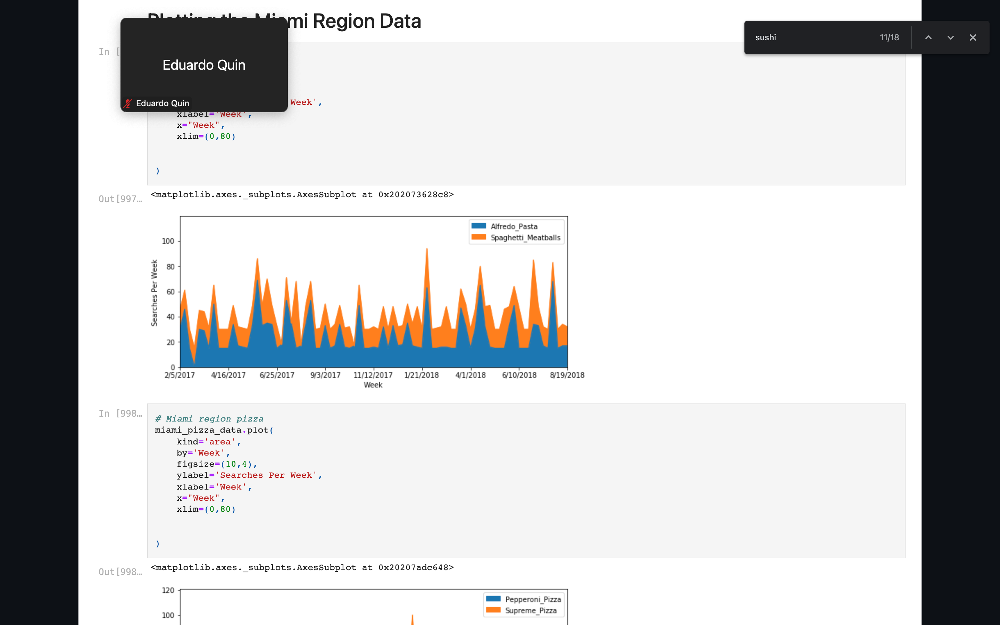 Plotting the Miami Region Data
sushi 11/18
Eduardo Quin
Eduardo Quin
In [
Week',
xlabel='Week',
x="Week",
xlim=(0,80)
)
Out[997…
<matplotlib.axes._subplots.AxesSubplot at 0x202073628c8>
Alfredo_Pasta
Spaghetti_Meatballs
Searches Per Week
100
80
60
40
20
0
2/5/2017 4/16/2017 6/25/2017 9/3/2017 11/12/2017 1/21/2018 4/1/2018 6/10/2018 8/19/2018
Week
In [998…
# Miami region pizza
miami_pizza_data.plot(
kind='area',
by='Week',
figsize=(10,4),
ylabel='Searches Per Week',
xlabel='Week',
x="Week",
xlim=(0,80)
)
Out[998…
<matplotlib.axes._subplots.AxesSubplot at 0x20207adc648>
120
100
Pepperoni_Pizza
Supreme_Pizza